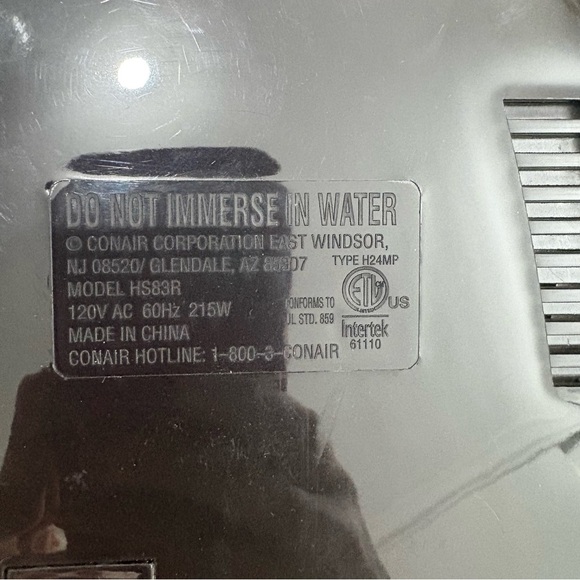 DO NOT IMMERSE IN WATER
© CONAIR CORPORATION EAST WINDSOR,
NJ 08520/ GLENDALE, AZ 85307
TYPE H24MP
MODEL HS83R
120V AC 60Hz 215W
MADE IN CHINA
CONAIR HOTLINE: 1-800-3-CONAIR
CONFORMS TO
UL STD. 859
ETL
US
Intertek
61110